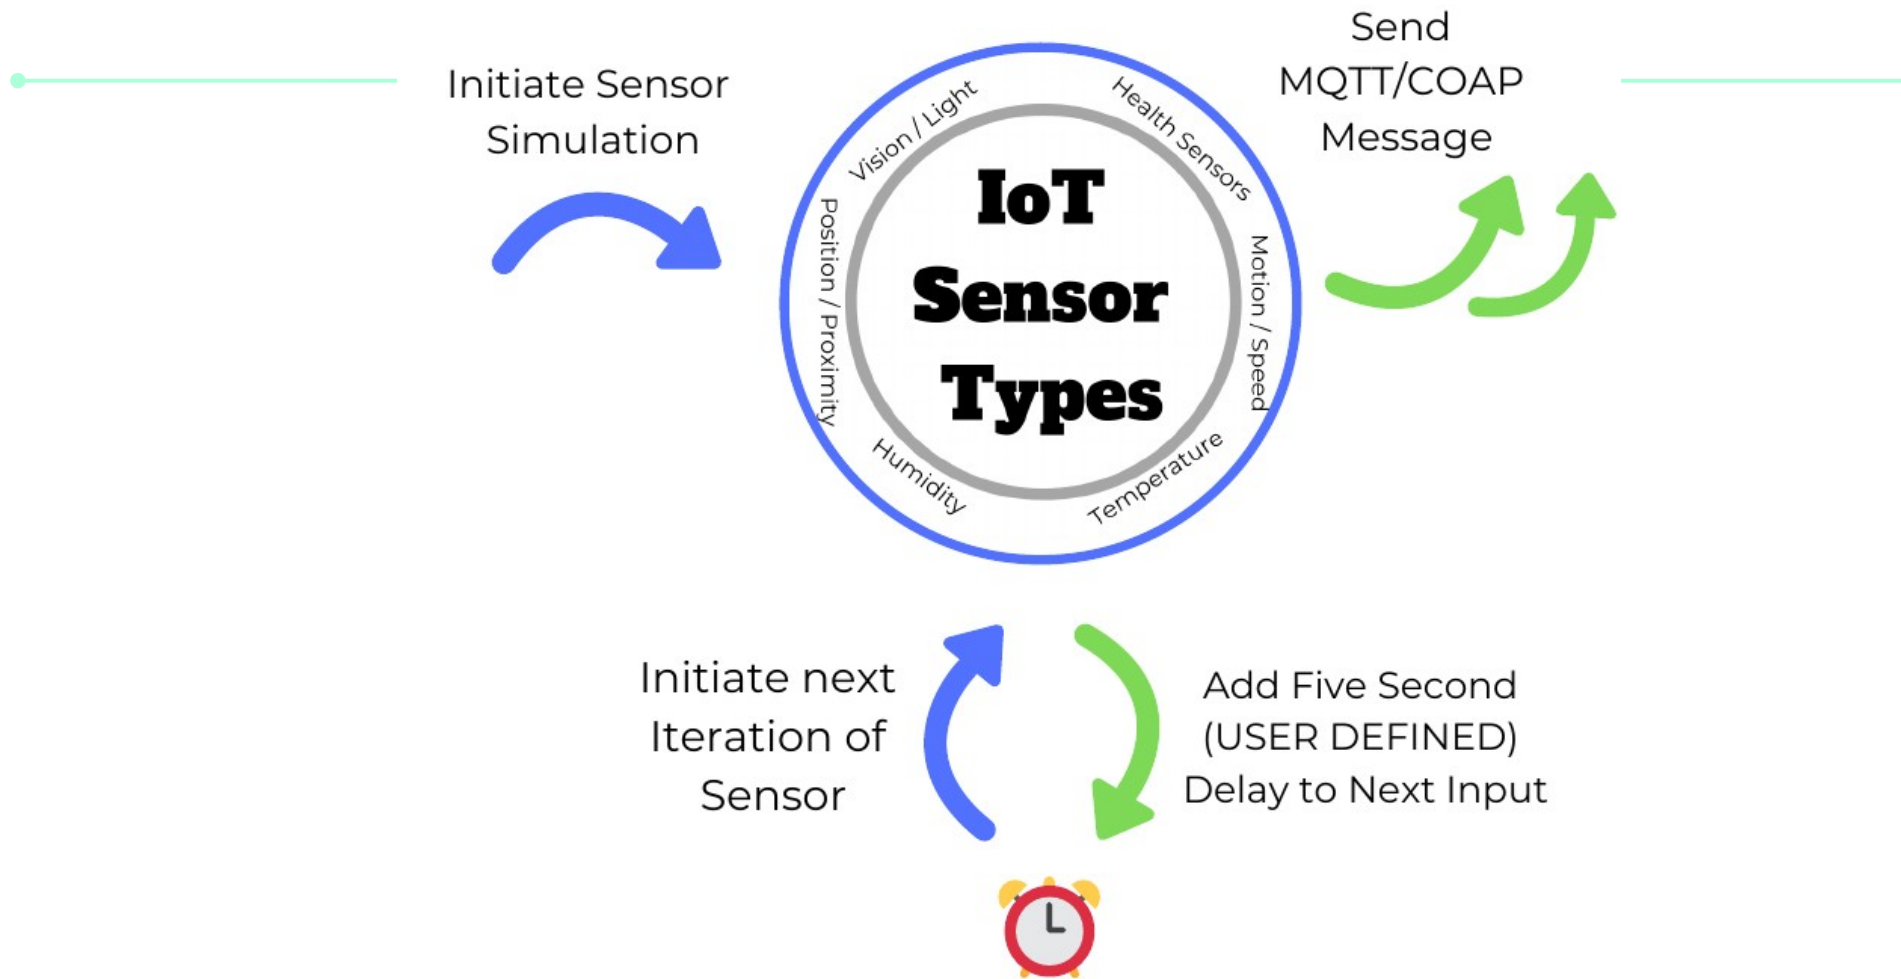 Initiate Sensor
Simulation
Send
MQTT/COAP
Message
Vision / Light
Health Sensors
Position / Proximity
Motion / Speed
Humidity
Temperature
IoT
Sensor
Types
Initiate next
Iteration of
Sensor
Add Five Second
(USER DEFINED)
Delay to Next Input